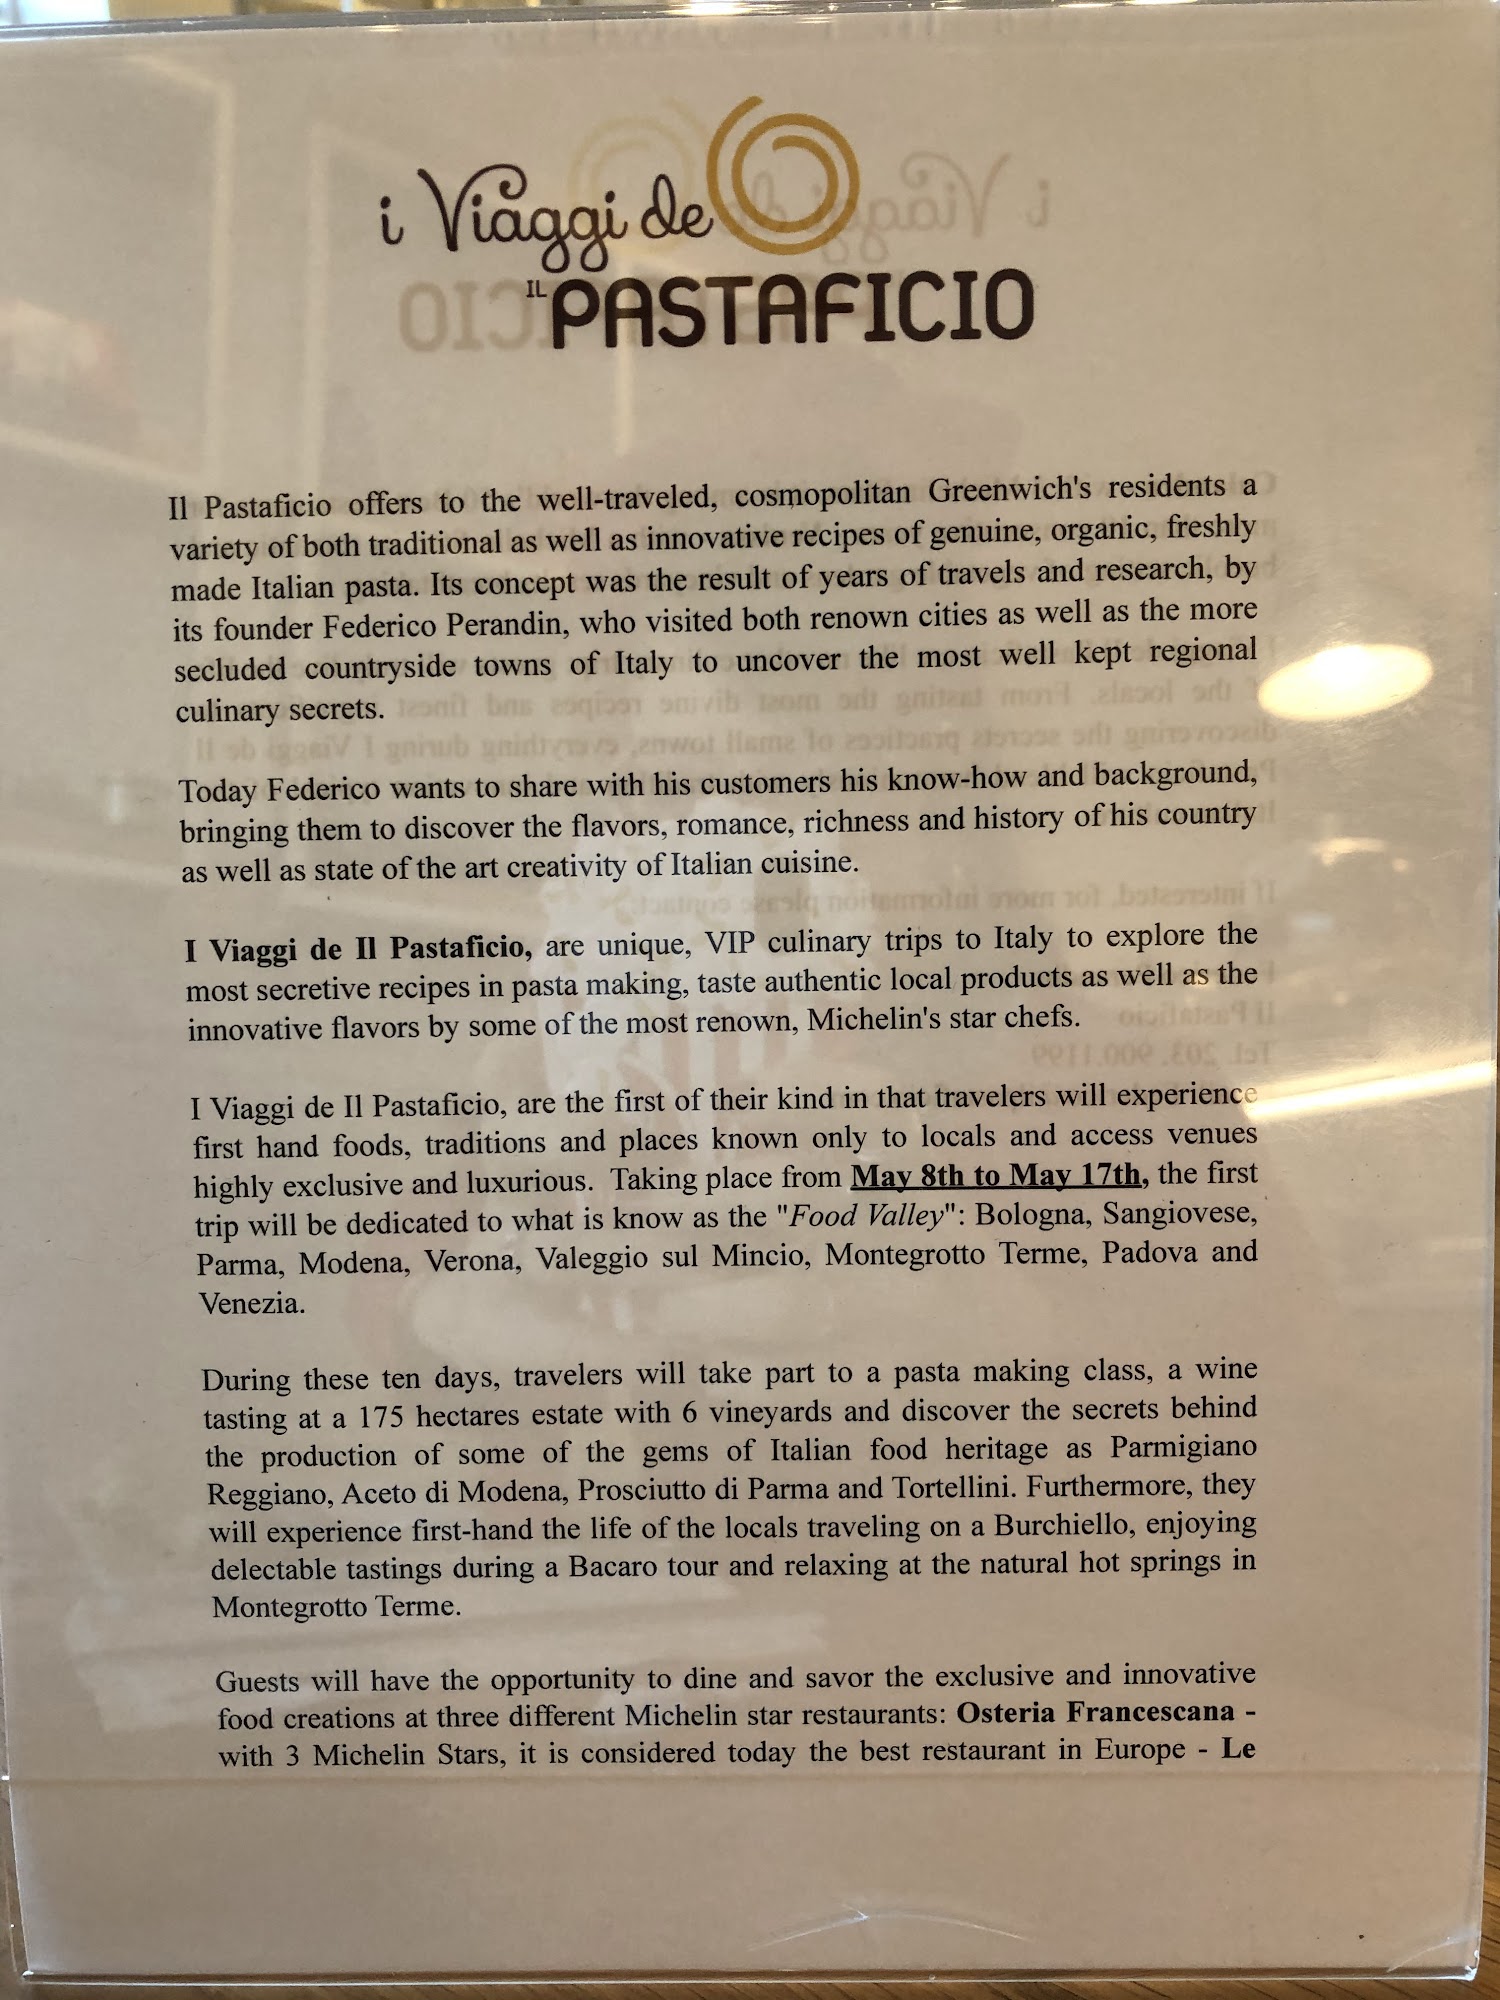 i Viaggi de
IL PASTAFICIO
Il Pastaficio offers to the well-traveled, cosmopolitan Greenwich's residents a
variety of both traditional as well as innovative recipes of genuine, organic, freshly
made Italian pasta. Its concept was the result of years of travels and research, by
its founder Federico Perandin, who visited both renown cities as well as the more
secluded countryside towns of Italy to uncover the most well kept regional
culinary secrets.
Today Federico wants to share with his customers his know-how and background,
bringing them to discover the flavors, romance, richness and history of his country
as well as state of the art creativity of Italian cuisine.
I Viaggi de Il Pastaficio, are unique, VIP culinary trips to Italy to explore the
most secretive recipes in pasta making, taste authentic local products as well as the
innovative flavors by some of the most renown, Michelin's star chefs.
I Viaggi de Il Pastaficio, are the first of their kind in that travelers will experience
first hand foods, traditions and places known only to locals and access venues
highly exclusive and luxurious. Taking place from May 8th to May 17th, the first
trip will be dedicated to what is know as the "Food Valley": Bologna, Sangiovese,
Parma, Modena, Verona, Valeggio sul Mincio, Montegrotto Terme, Padova and
Venezia.
During these ten days, travelers will take part to a pasta making class, a wine
tasting at a 175 hectares estate with 6 vineyards and discover the secrets behind
the production of some of the gems of Italian food heritage as Parmigiano
Reggiano, Aceto di Modena, Prosciutto di Parma and Tortellini. Furthermore, they
will experience first-hand the life of the locals traveling on a Burchiello, enjoying
delectable tastings during a Bacaro tour and relaxing at the natural hot springs in
Montegrotto Terme.
Guests will have the opportunity to dine and savor the exclusive and innovative
food creations at three different Michelin star restaurants: Osteria Francescana -
with 3 Michelin Stars, it is considered today the best restaurant in Europe - Le